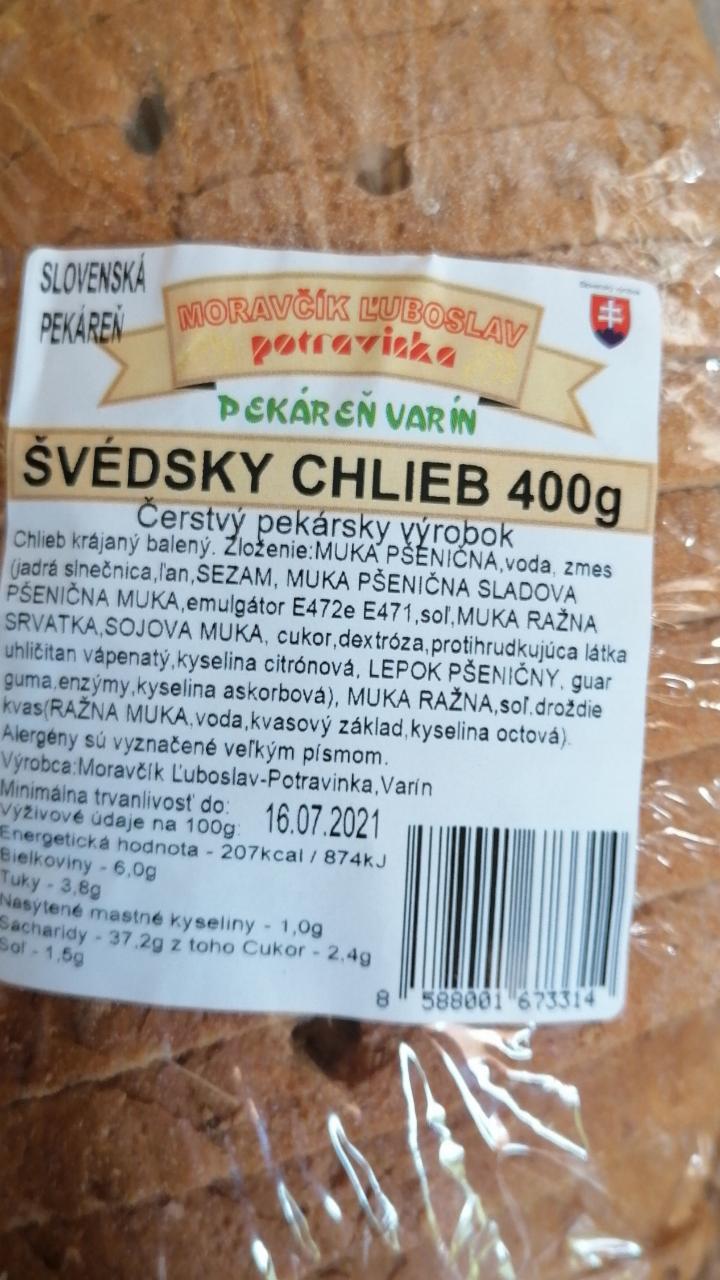 SLOVENSKÁ
PEKÁREŇ
MORAVČÍK ĽUBOSLAV
potravinka
PEKÁREŇ VARÍN
ŠVÉDSKY CHLIEB 400g
Čerstvý pekársky výrobok
Chlieb krájaný balený. Zloženie:MUKA PŠENIČNA,voda, zmes
(jadrá slnečnica,ľan,SEZAM, MUKA PŠENIČNA SLADOVA
PŠENIČNA MUKA,emulgátor E472e E471,soľ,MUKA RAŽNA
SRVATKA,SOJOVA MUKA, cukor,dextróza,protihrudkujúca látka
uhličitan vápenatý,kyselina citrónová, LEPOK PŠENIČNY, guar
guma,enzýmy,kyselina askorbová), MUKA RAŽNA,soľ.droždie
kvas(RAŽNA MUKA,voda,kvasový základ,kyselina octová).
Alergény sú vyznačené veľkým písmom.
Výrobca:Moravčík Ľuboslav-Potravinka,Varín
Minimálna trvanlivosť do: 16.07.2021
Výživové údaje na 100g:
Energetická hodnota - 207kcal / 874kJ
Bielkoviny - 6,0g
Tuky - 3,8g
Nasýtené mastné kyseliny - 1,0g
Sacharidy - 37,2g z toho Cukor - 2,4g
Soľ - 1,5g
8 588001 673314